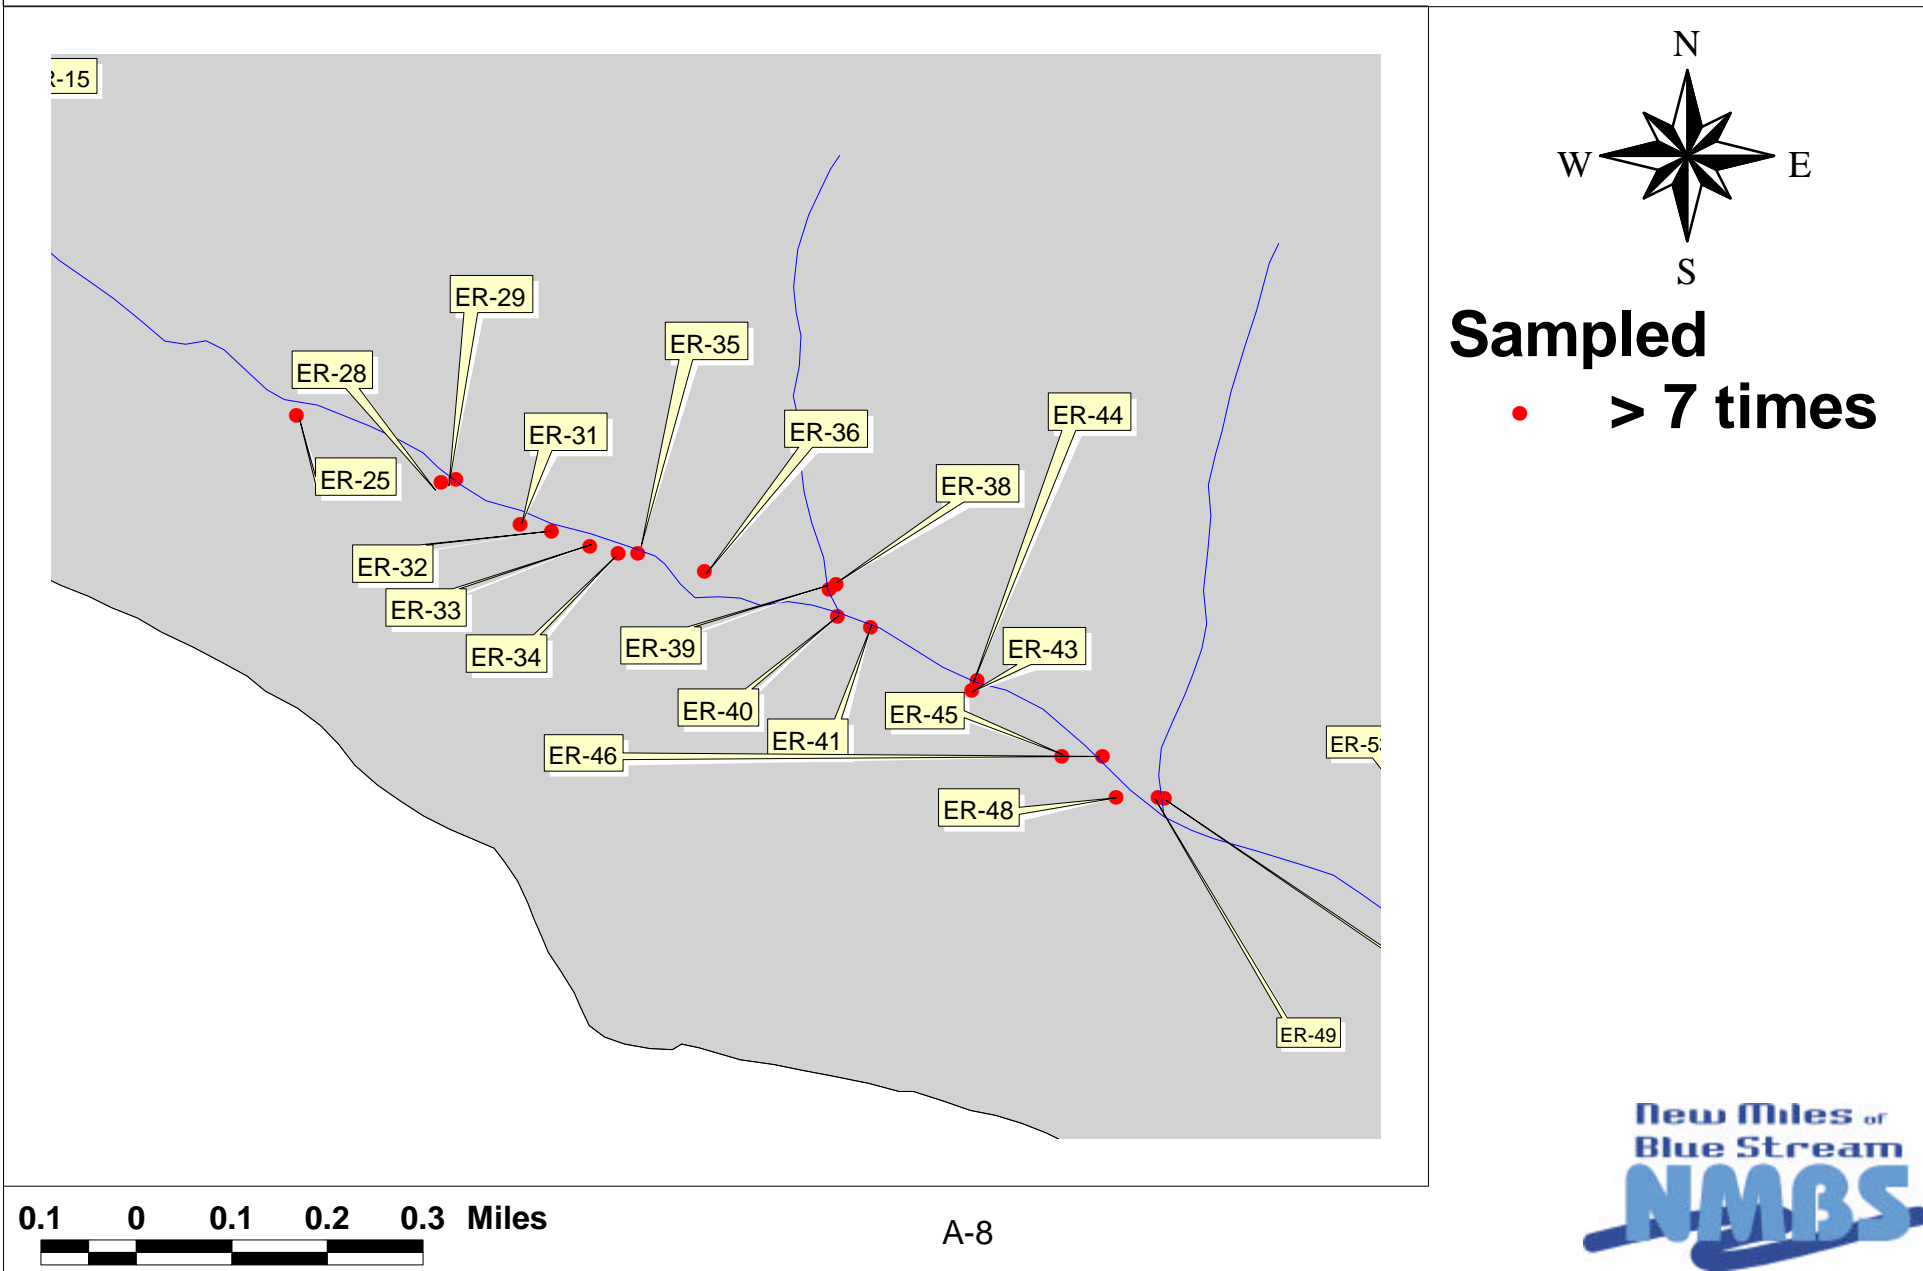 R-15
N
W
E
S
Sampled
> 7 times
ER-29
ER-35
ER-28
ER-31
ER-36
ER-44
ER-25
ER-38
ER-32
ER-33
ER-34
ER-39
ER-43
ER-40
ER-45
ER-41
ER-46
ER-5
ER-48
ER-49
New Miles of
Blue Stream
NMBS
0.1 0 0.1 0.2 0.3 Miles
A-8